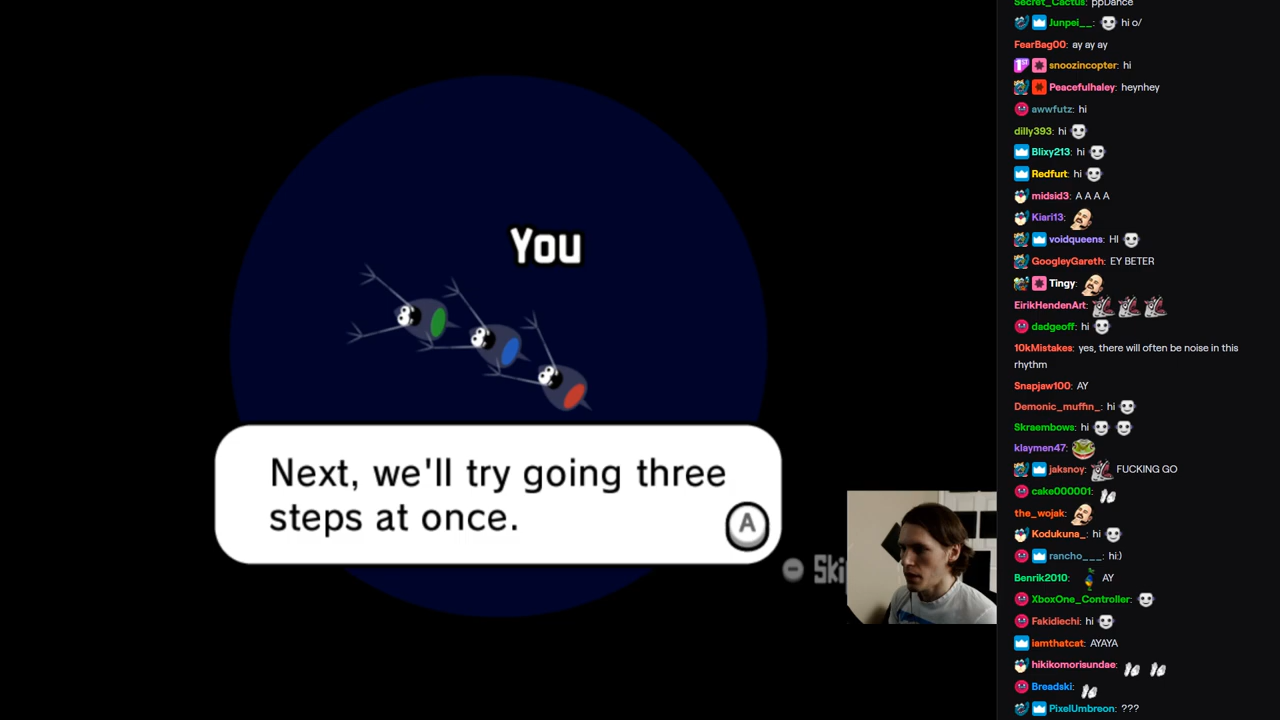 You
Next, we'll try going three
steps at once.
A
Secret_Cactus: ppDance
Junpei__: hi o/
FearBag00: ay ay ay
snoozincopter: hi
Peacefulhaley: heynhey
awwfutz: hi
dilly393: hi
Blixy213: hi
Redfurt: hi
midsid3: A A A A
Kiari13:
voidqueens: HI
GoogleyGareth: EY BETER
Tingy:
EirikHendenArt:
dadgeoff: hi
10kMistakes: yes, there will often be noise in this
rhythm
Snapjaw100: AY
Demonic_muffin_: hi
Skraembows: hi
klaymen47:
jaksnoy: FUCKING GO
cake000001:
the_wojak:
Kodukuna_: hi
rancho___: hi:)
Benrik2010: AY
XboxOne_Controller:
Fakidiechi: hi
iamthatcat: AYAYA
hikikomorisundae:
Breadski:
PixelUmbreon: ???